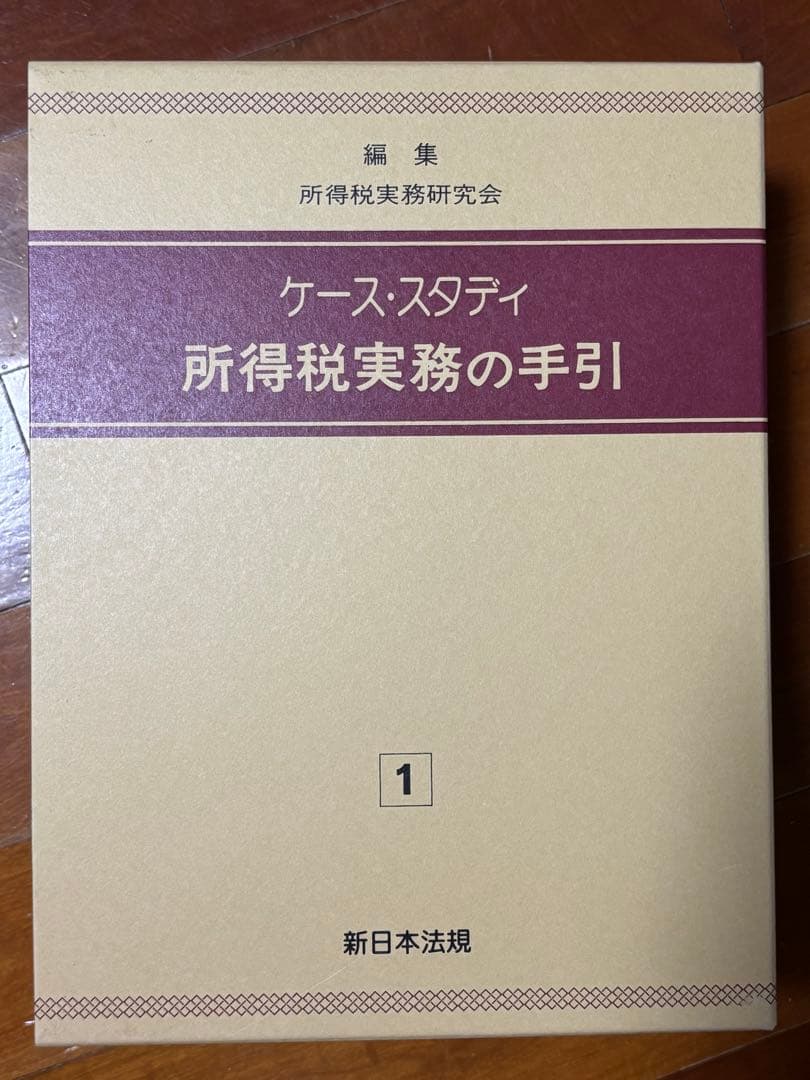 編集
所得税実務研究会
ケース・スタディ
所得税実務の手引
1
新日本法規